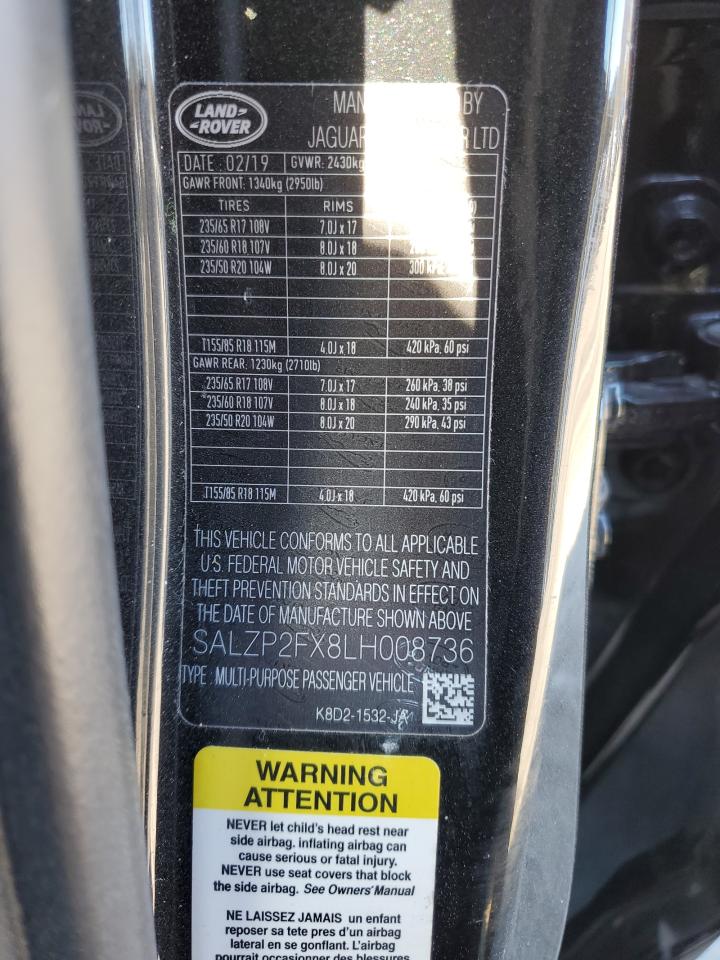 LAND-
-ROVER
BY
JAGUAR LTD
DATE : 02/19 GVWR: 2430kg
GAWR FRONT: 1340kg (2950lb)
TIRES RIMS
235/65 R17 108V 7.0J x 17
235/60 R18 107V 8.0J x 18
235/50 R20 104W 8.0J x 20 300
T155/85 R18 115M 4.0J x 18 420 kPa, 60 psi
GAWR REAR: 1230kg (2710lb)
235/65 R17 108V 7.0J x 17 260 kPa, 38 psi
235/60 R18 107V 8.0J x 18 240 kPa, 35 psi
235/50 R20 104W 8.0J x 20 290 kPa, 43 psi
T155/85 R18 115M 4.0J x 18 420 kPa, 60 psi
THIS VEHICLE CONFORMS TO ALL APPLICABLE
U.S. FEDERAL MOTOR VEHICLE SAFETY AND
THEFT PREVENTION STANDARDS IN EFFECT ON
THE DATE OF MANUFACTURE SHOWN ABOVE
SALZP2FX8LH008736
TYPE : MULTI-PURPOSE PASSENGER VEHICLE
K8D2-1532-JA
WARNING
ATTENTION
NEVER let child's head rest near
side airbag. inflating airbag can
cause serious or fatal injury.
NEVER use seat covers that block
the side airbag. See Owners' Manual
NE LAISSEZ JAMAIS un enfant
reposer sa tete pres d'un airbag
lateral en se gonflant. L'airbag
pourrait occasionner des blessures